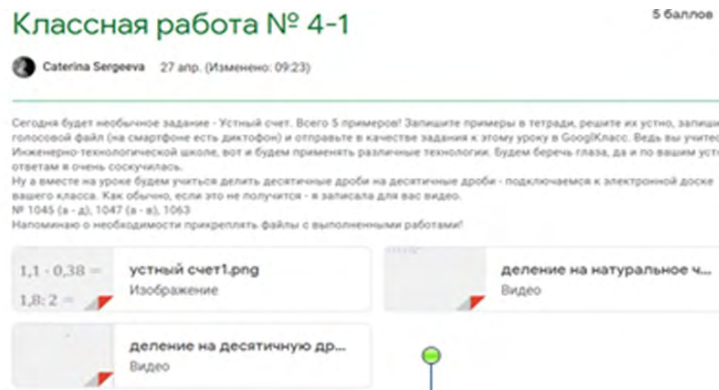 Классная работа № 4-1
5 баллов
Caterina Sergeeva 27 апр. (Изменено: 09:23)
Сегодня будет необычное задание - Устный счет. Всего 5 примеров! Запишите примеры в тетради, решите их устно, запиши
голосовой файл (на смартфоне есть диктофон) и отправьте в качестве задания к этому уроку в GooglКласс. Ведь вы учитес
Инженерно-технологической школе, вот и будем применять различные технологии. Будем беречь глаза, да и по вашим уст
ответам я очень соскучилась.
Ну а вместе на уроке будем учиться делить десятичные дроби на десятичные дроби - подключаемся к электронной доске
вашего класса. Как обычно, если это не получится - я записала для вас видео.
№ 1045 (а - д), 1047 (а - в), 1063
Напоминаю о необходимости прикреплять файлы с выполненными работами!
1,1 - 0,38 =
1,8: 2 =
устный счет1.png
Изображение
деление на натуральное ч...
Видео
деление на десятичную др...
Видео